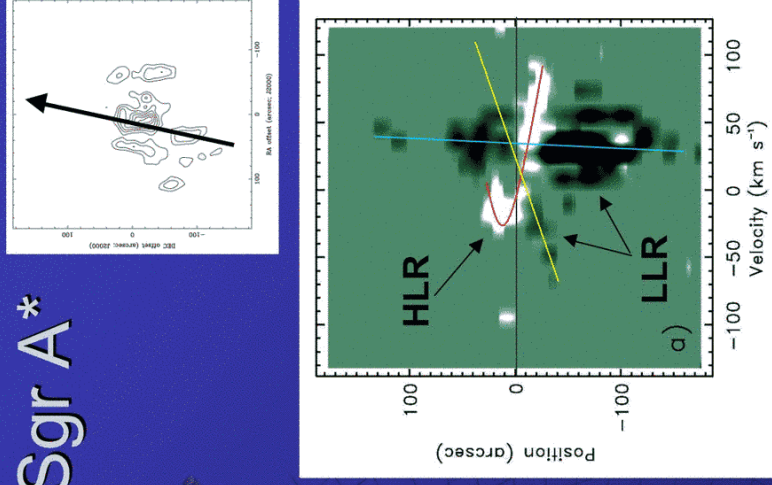 Sgr A*
100
0
−100
DEC offset (arcsec; J2000)
−100
0
100
RA offset (arcsec; J2000)
HLR
LLR
a)
100
50
0
−50
−100
Velocity (km s⁻¹)
100
0
−100
Position (arcsec)